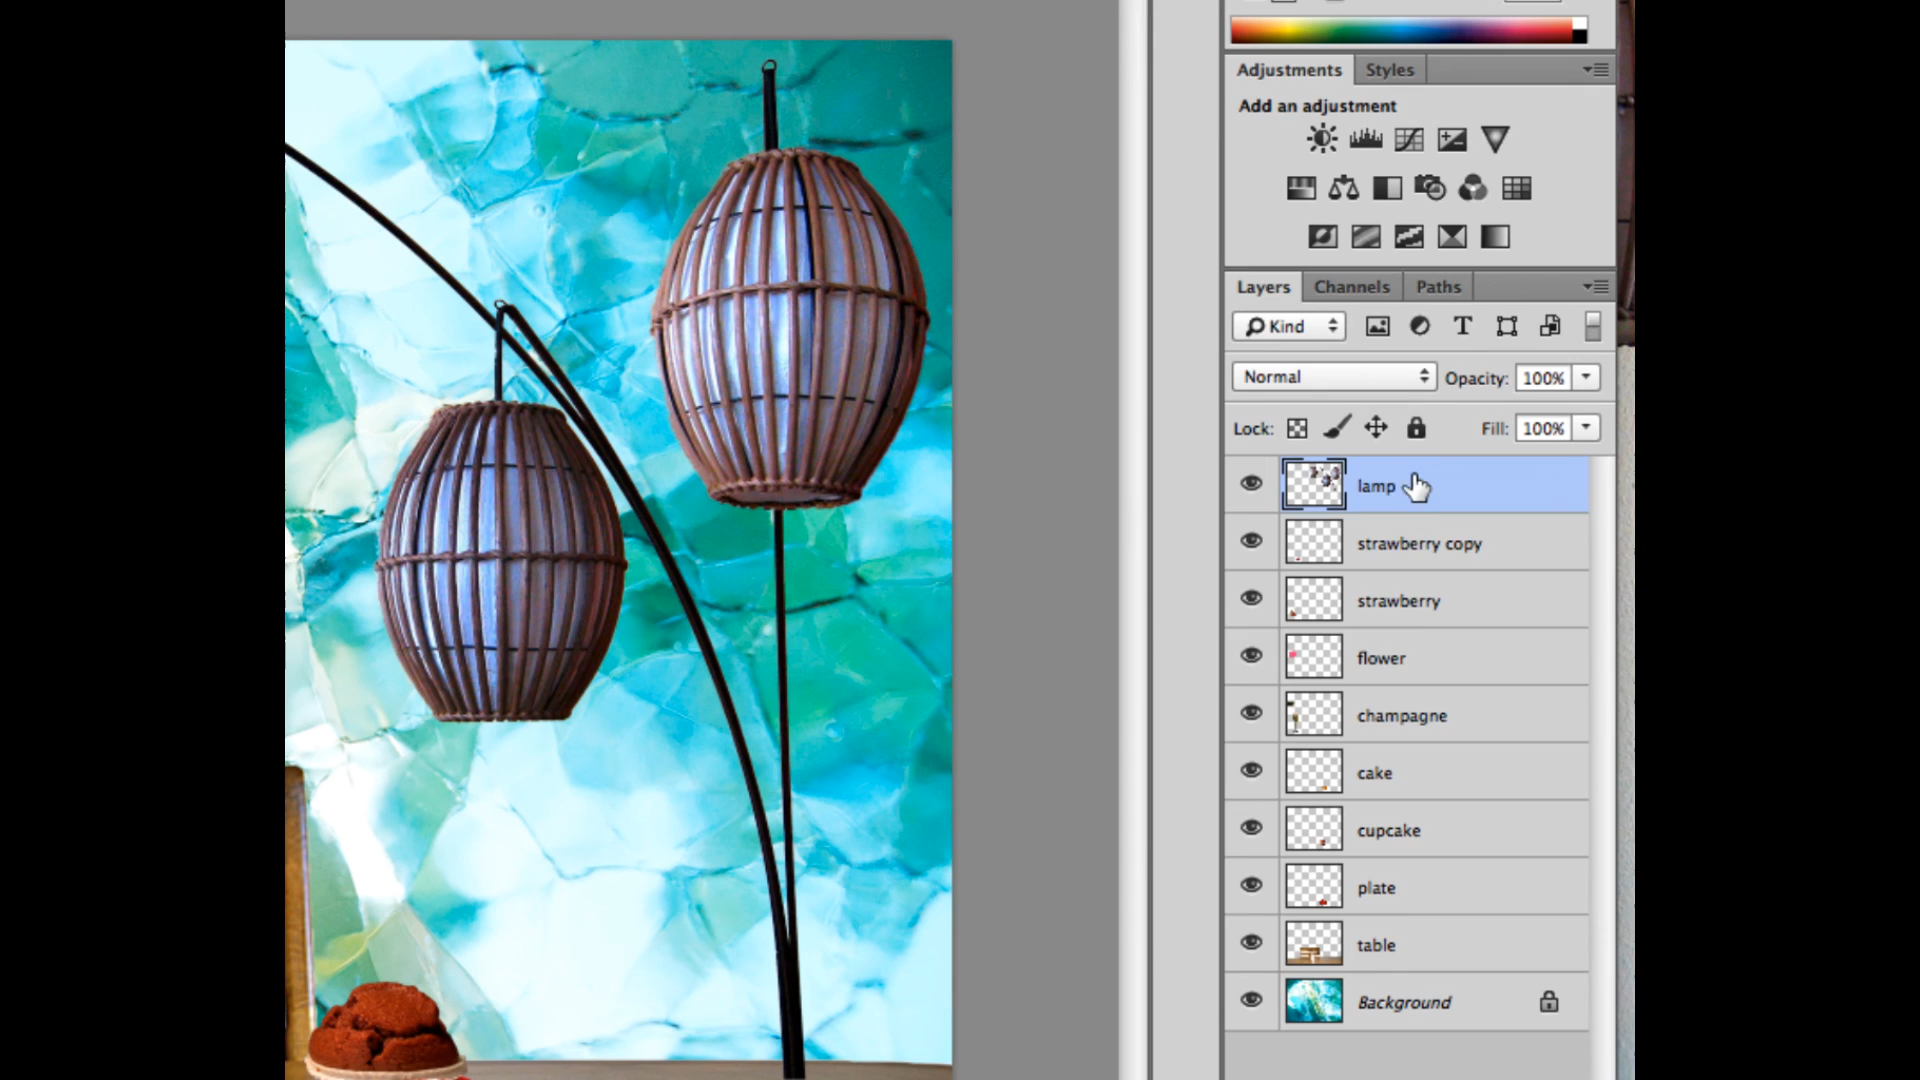 Adjustments Styles
Add an adjustment
Layers Channels Paths
Kind T
Normal Opacity: 100%
Lock: Fill: 100%
lamp
strawberry copy
strawberry
flower
champagne
cake
cupcake
plate
table
Background